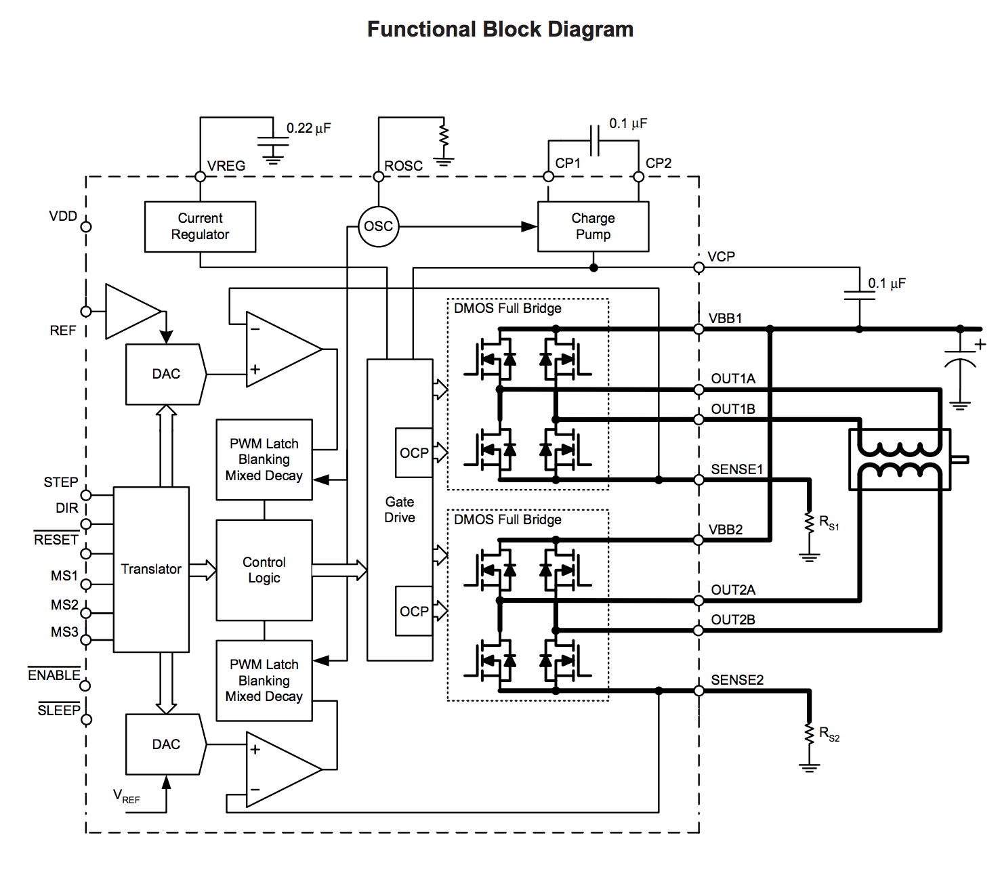 Functional Block Diagram
0.22 µF
0.1 µF
VREG
ROSC
CP1
CP2
VDD
Current
Regulator
OSC
Charge
Pump
VCP
0.1 µF
REF
DMOS Full Bridge
VBB1
+
−
+
DAC
OUT1A
OUT1B
PWM Latch
Blanking
Mixed Decay
OCP
SENSE1
STEP
DIR
RESET
MS1
MS2
MS3
Translator
Control
Logic
Gate
Drive
DMOS Full Bridge
RS1
VBB2
OUT2A
OCP
OUT2B
ENABLE
SLEEP
PWM Latch
Blanking
Mixed Decay
SENSE2
RS2
DAC
+
−
VREF